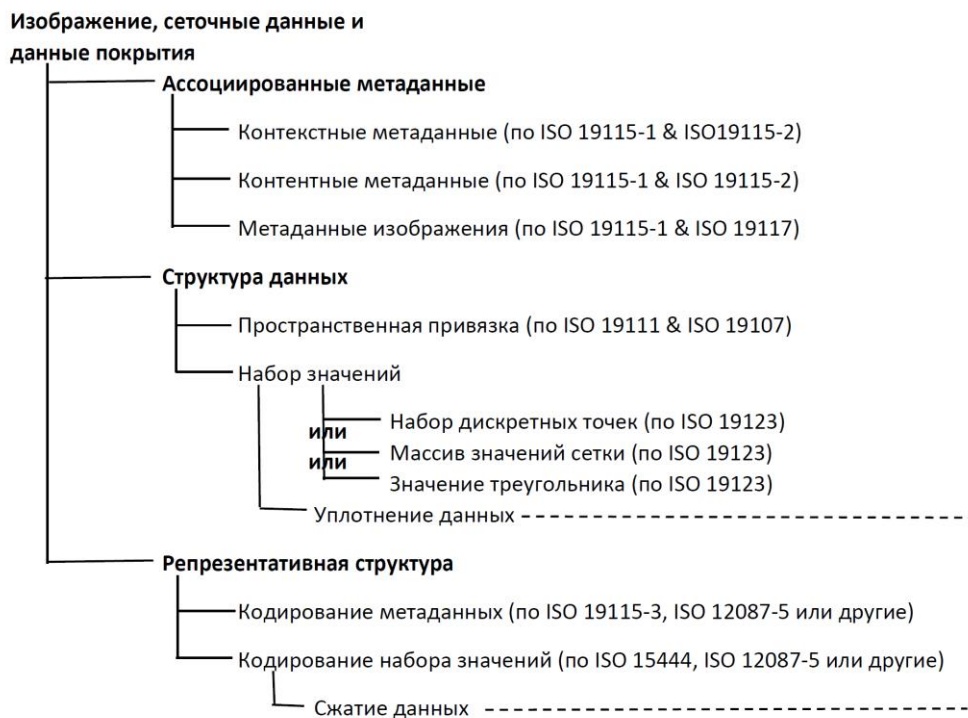 Изображение, сеточные данные и
данные покрытия
Ассоциированные метаданные
Контекстные метаданные (по ISO 19115-1 & ISO19115-2)
Контентные метаданные (по ISO 19115-1 & ISO 19115-2)
Метаданные изображения (по ISO 19115-1 & ISO 19117)
Структура данных
Пространственная привязка (по ISO 19111 & ISO 19107)
Набор значений
Набор дискретных точек (по ISO 19123)
или
Массив значений сетки (по ISO 19123)
или
Значение треугольника (по ISO 19123)
Уплотнение данных
Репрезентативная структура
Кодирование метаданных (по ISO 19115-3, ISO 12087-5 или другие)
Кодирование набора значений (по ISO 15444, ISO 12087-5 или другие)
Сжатие данных